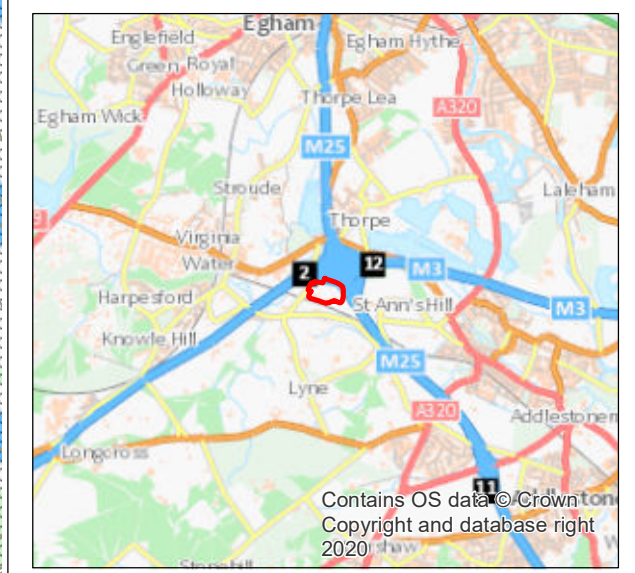 Egham
Englefield
Green Royal
Holloway
Egham Hythe
Thorpe Lea
A320
Egham Wick
M25
Stroude
Laleham
Thorpe
Virginia
Water
2
12
M3
Harpesford
St Ann's Hill
M3
Knowle Hill
M25
Lyne
A320
Addlestone
Longcross
11
Contains OS data © Crown
Copyright and database right
2020